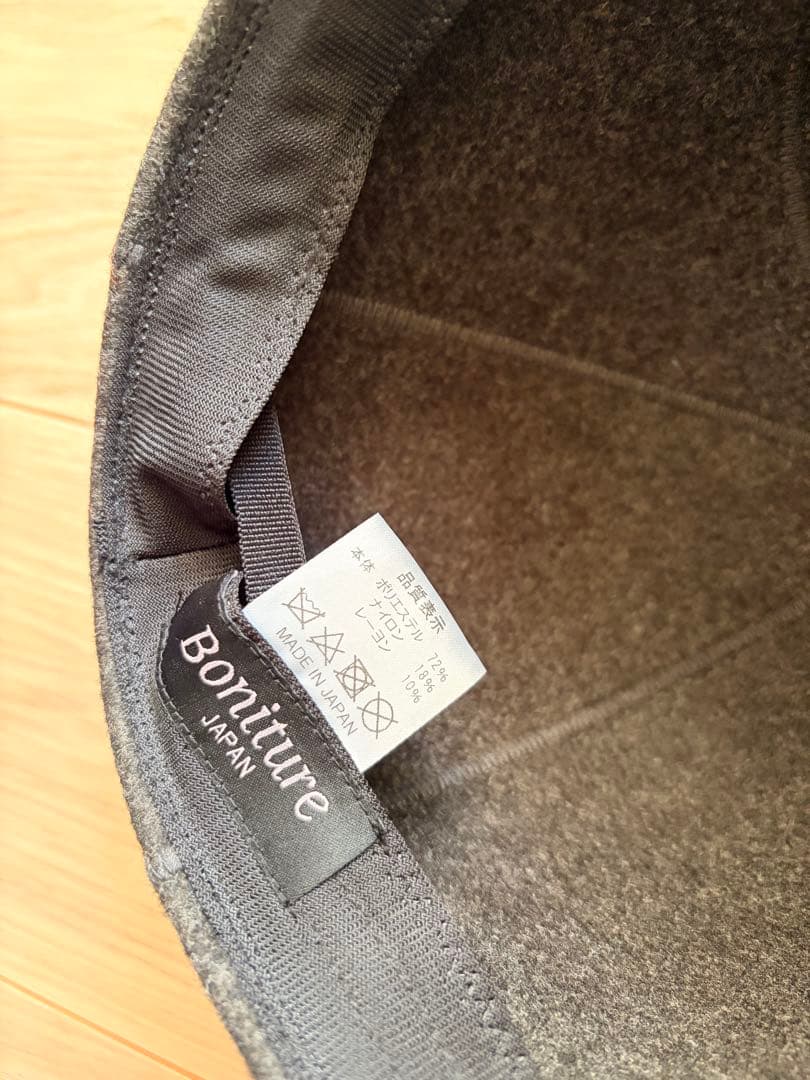 品質表示
本体 ポリエステル 72%
ナイロン 18%
レーヨン 10%
MADE IN JAPAN
Boniture
JAPAN